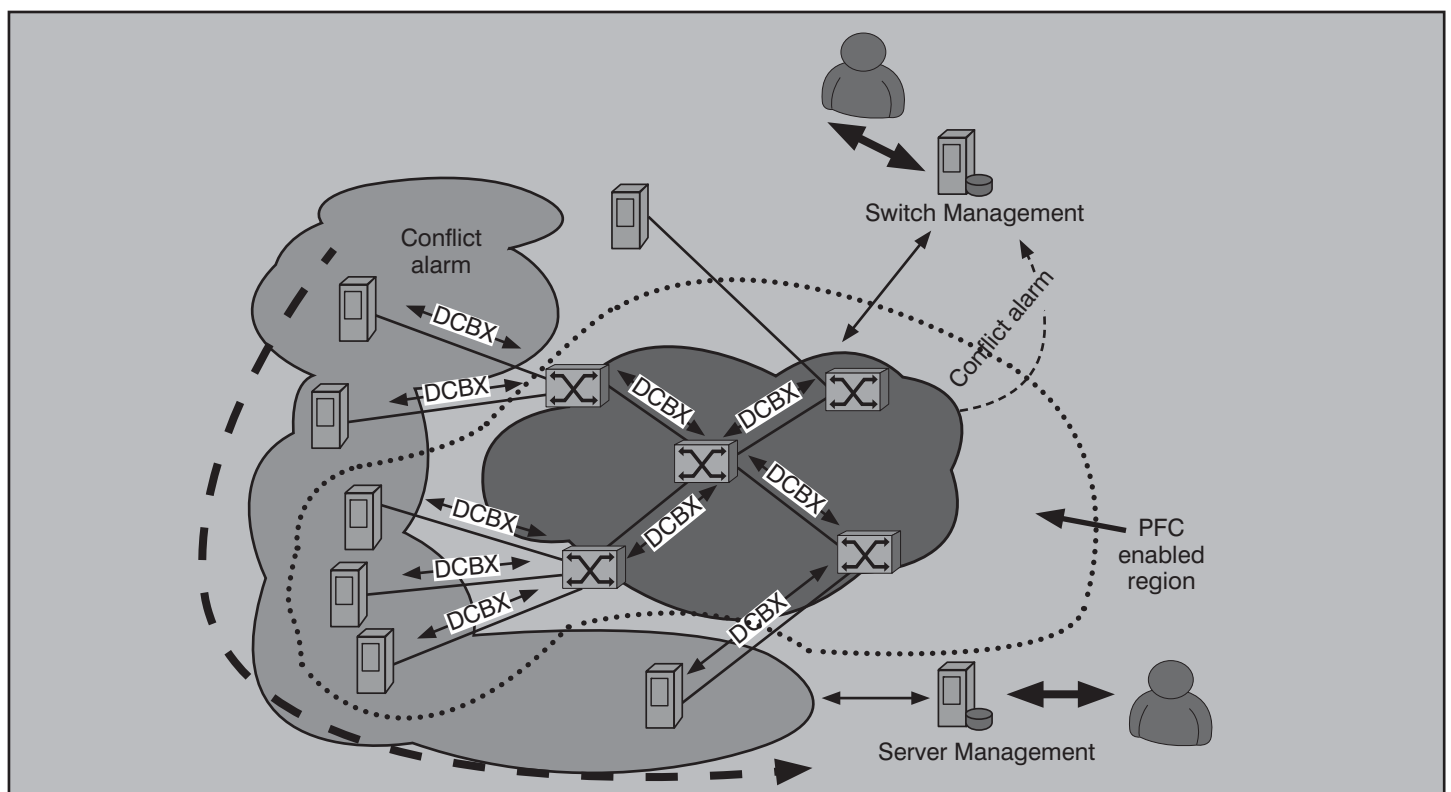 Switch Management
Conflict
alarm
Conflict alarm
DCBX
DCBX
DCBX
DCBX
DCBX
DCBX
DCBX
DCBX
DCBX
DCBX
PFC
enabled
region
Server Management